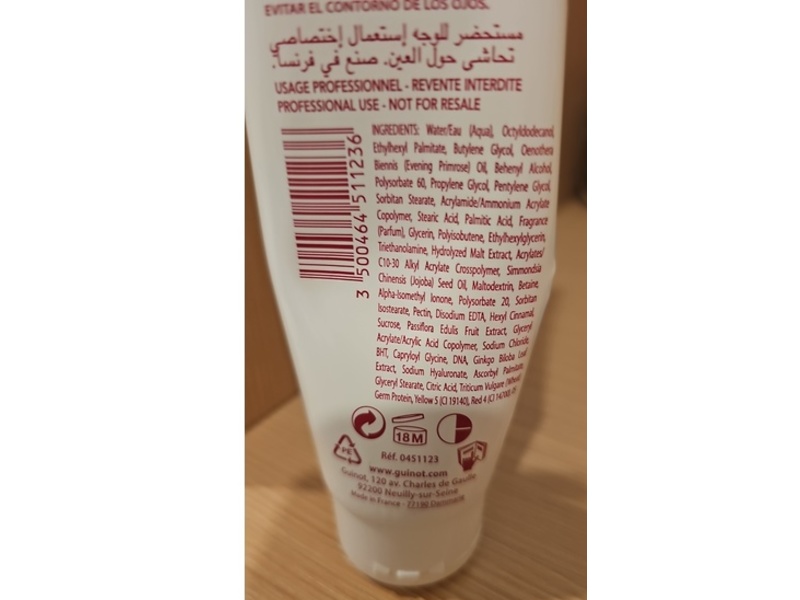 EVITAR EL CONTORNO DE LOS OJOS.
مستحضر للوجه إستعمال إختصاصي
تحاشى حول العين. صنع في فرنسا.
USAGE PROFESSIONNEL - REVENTE INTERDITE
PROFESSIONAL USE - NOT FOR RESALE
3 500464 511236
INGREDIENTS: Water/Eau (Aqua), Octyldodecanol,
Ethylhexyl Palmitate, Butylene Glycol, Oenothera
Biennis (Evening Primrose) Oil, Behenyl Alcohol,
Polysorbate 60, Propylene Glycol, Pentylene Glycol,
Sorbitan Stearate, Acrylamide/Ammonium Acrylate
Copolymer, Stearic Acid, Palmitic Acid, Fragrance
(Parfum), Glycerin, Polyisobutene, Ethylhexylglycerin,
Triethanolamine, Hydrolyzed Malt Extract, Acrylates/
C10-30 Alkyl Acrylate Crosspolymer, Simmondsia
Chinensis (Jojoba) Seed Oil, Maltodextrin, Betaine,
Alpha-Isomethyl Ionone, Polysorbate 20, Sorbitan
Isostearate, Pectin, Disodium EDTA, Hexyl Cinnamal,
Sucrose, Passiflora Edulis Fruit Extract, Glyceryl
Acrylate/Acrylic Acid Copolymer, Sodium Chloride,
BHT, Capryloyl Glycine, DNA, Ginkgo Biloba Leaf
Extract, Sodium Hyaluronate, Ascorbyl Palmitate,
Glyceryl Stearate, Citric Acid, Triticum Vulgare (Wheat)
Germ Protein, Yellow 5 (CI 19140), Red 4 (CI 14700)
18 M
PE
Réf. 0451123
www.guinot.com
Guinot, 120 av. Charles de Gaulle
92200 Neuilly-sur-Seine
Made in France - 77190 Dammarie